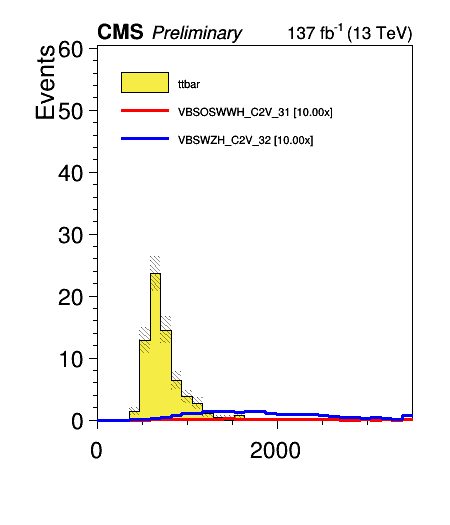 CMS Preliminary 137 fb-1 (13 TeV)
Events
60
50
40
30
20
10
0
ttbar
VBSOSWWH_C2V_31 [10.00x]
VBSWZH_C2V_32 [10.00x]
0 2000